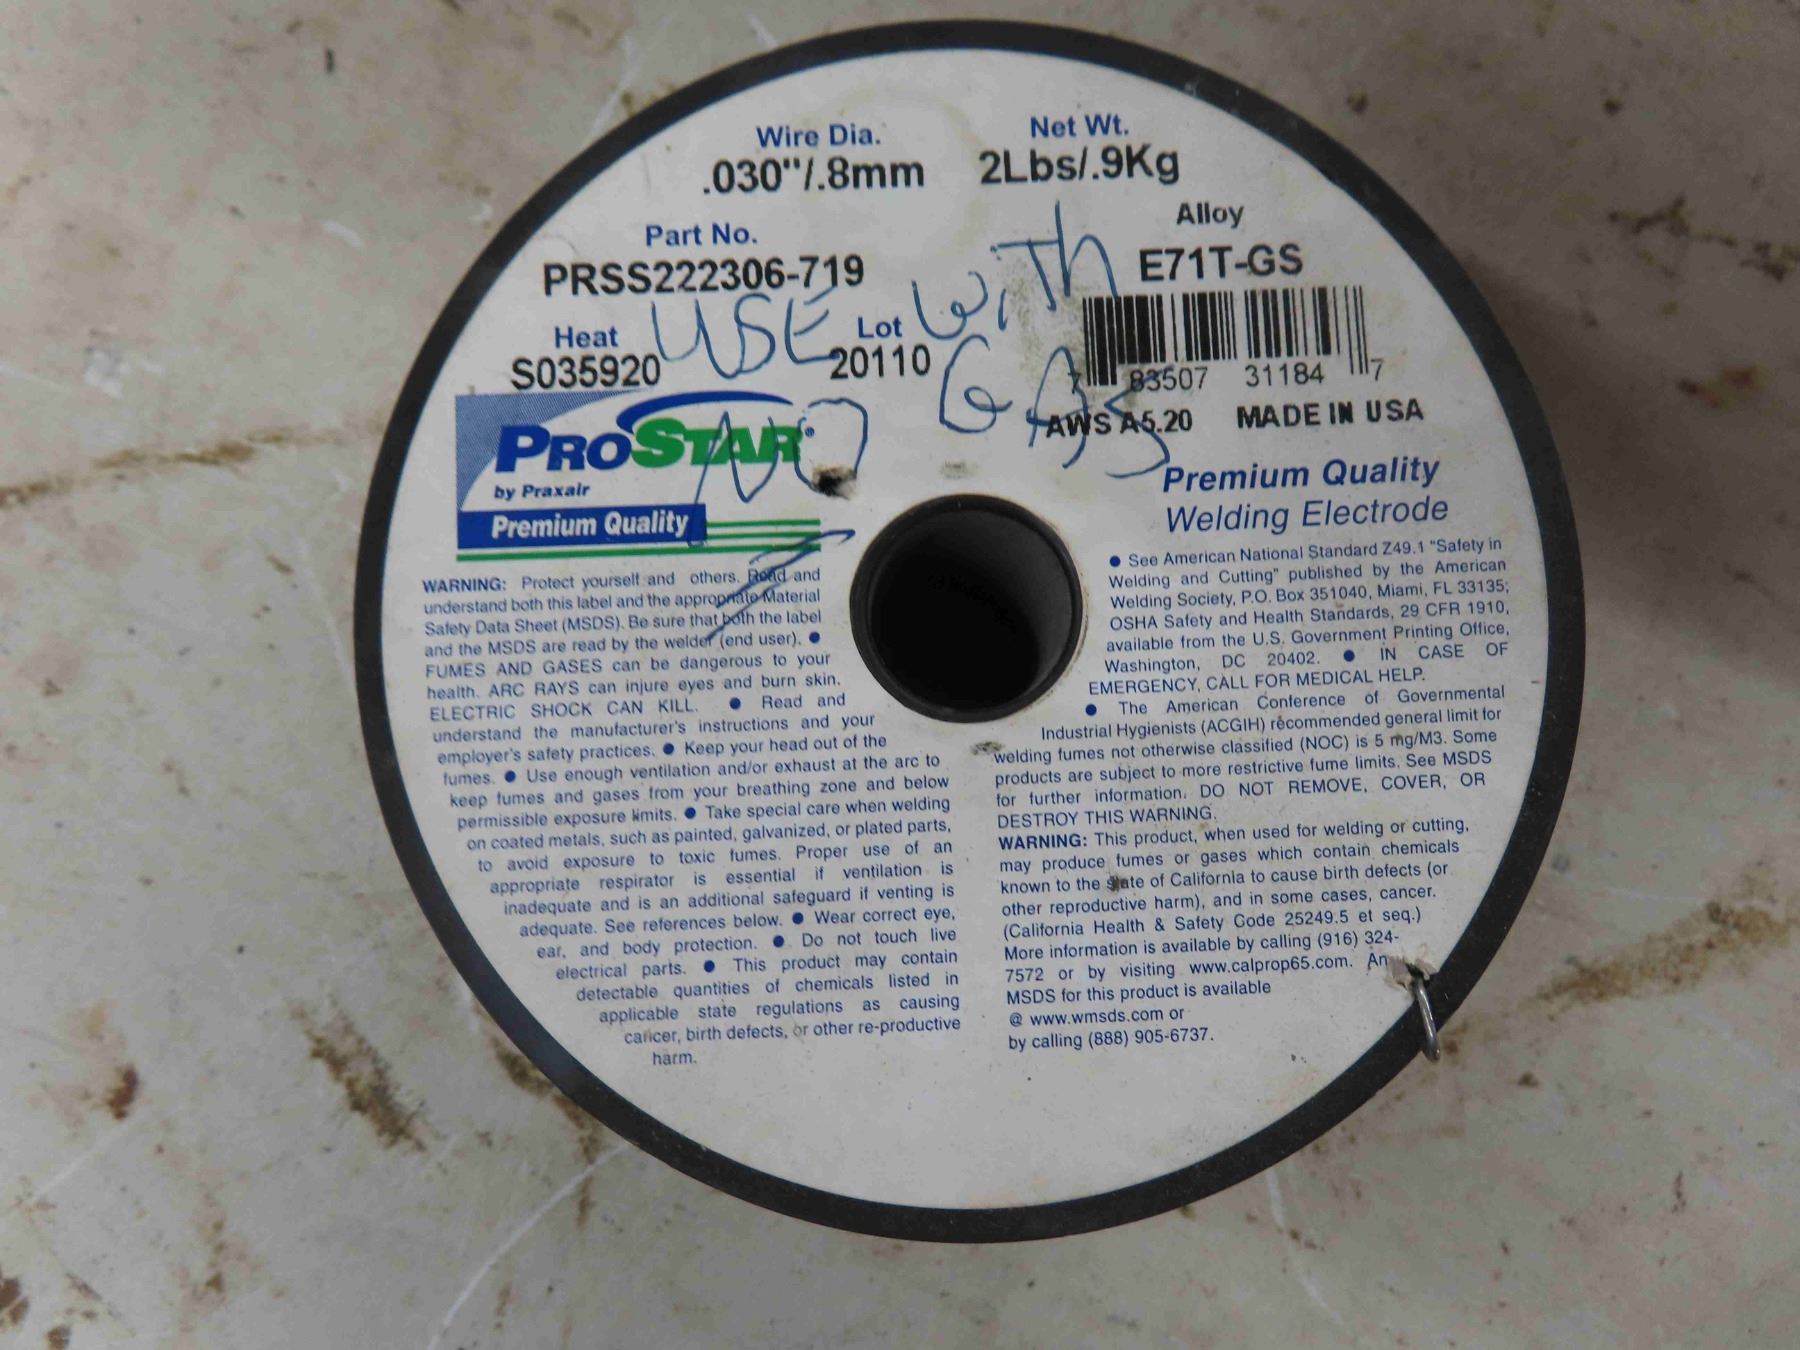 Wire Dia.
.030"/.8mm
Net Wt.
2Lbs/.9Kg
Part No.
PRSS222306-719
Alloy
E71T-GS
Heat
S035920
Lot
20110
USE WITH
NO GAS
7 83507 31184 7
AWS A5.20 MADE IN USA
PROSTAR®
by Praxair
Premium Quality
Premium Quality
Welding Electrode
WARNING: Protect yourself and others. Read and
understand both this label and the appropriate Material
Safety Data Sheet (MSDS). Be sure that both the label
and the MSDS are read by the welder (end user). ●
FUMES AND GASES can be dangerous to your
health. ARC RAYS can injure eyes and burn skin.
ELECTRIC SHOCK CAN KILL. ● Read and
understand the manufacturer's instructions and your
employer's safety practices. ● Keep your head out of the
fumes. ● Use enough ventilation and/or exhaust at the arc to
keep fumes and gases from your breathing zone and below
permissible exposure limits. ● Take special care when welding
on coated metals, such as painted, galvanized, or plated parts,
to avoid exposure to toxic fumes. Proper use of an
appropriate respirator is essential if ventilation is
inadequate and is an additional safeguard if venting is
adequate. See references below. ● Wear correct eye,
ear, and body protection. ● Do not touch live
electrical parts. ● This product may contain
detectable quantities of chemicals listed in
applicable state regulations as causing
cancer, birth defects, or other re-productive
harm.
● See American National Standard Z49.1 "Safety in
Welding and Cutting" published by the American
Welding Society, P.O. Box 351040, Miami, FL 33135;
OSHA Safety and Health Standards, 29 CFR 1910,
available from the U.S. Government Printing Office,
Washington, DC 20402. ● IN CASE OF
EMERGENCY, CALL FOR MEDICAL HELP.
● The American Conference of Governmental
Industrial Hygienists (ACGIH) recommended general limit for
welding fumes not otherwise classified (NOC) is 5 mg/M3. Some
products are subject to more restrictive fume limits. See MSDS
for further information. DO NOT REMOVE, COVER, OR
DESTROY THIS WARNING.
WARNING: This product, when used for welding or cutting,
may produce fumes or gases which contain chemicals
known to the state of California to cause birth defects (or
other reproductive harm), and in some cases, cancer.
(California Health & Safety Code 25249.5 et seq.)
More information is available by calling (916) 324-
7572 or by visiting www.calprop65.com. An
MSDS for this product is available
@ www.wmsds.com or
by calling (888) 905-6737.